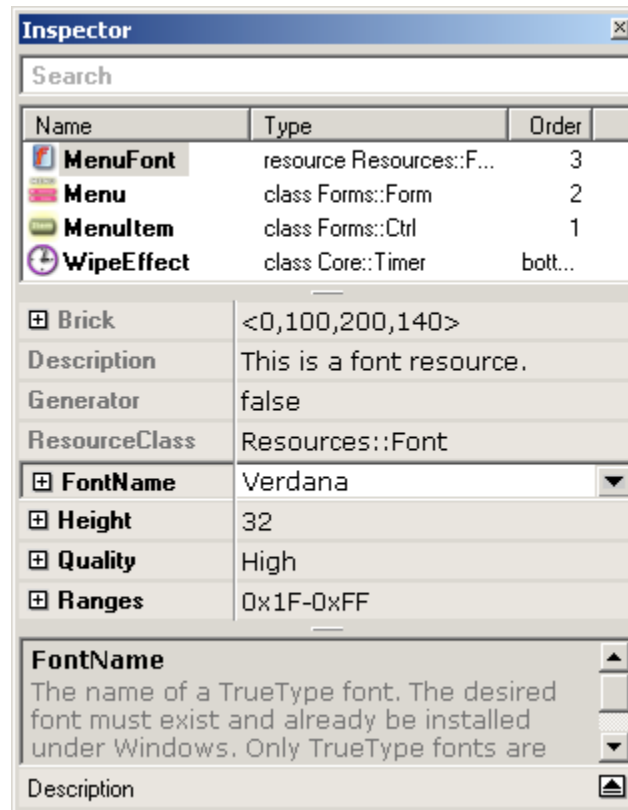 Inspector
Search
Name Type Order
MenuFont resource Resources::F... 3
Menu class Forms::Form 2
MenuItem class Forms::Ctrl 1
WipeEffect class Core::Timer bott...
Brick <0,100,200,140>
Description This is a font resource.
Generator false
ResourceClass Resources::Font
FontName Verdana
Height 32
Quality High
Ranges 0x1F-0xFF
FontName
The name of a TrueType font. The desired
font must exist and already be installed
under Windows. Only TrueType fonts are
Description